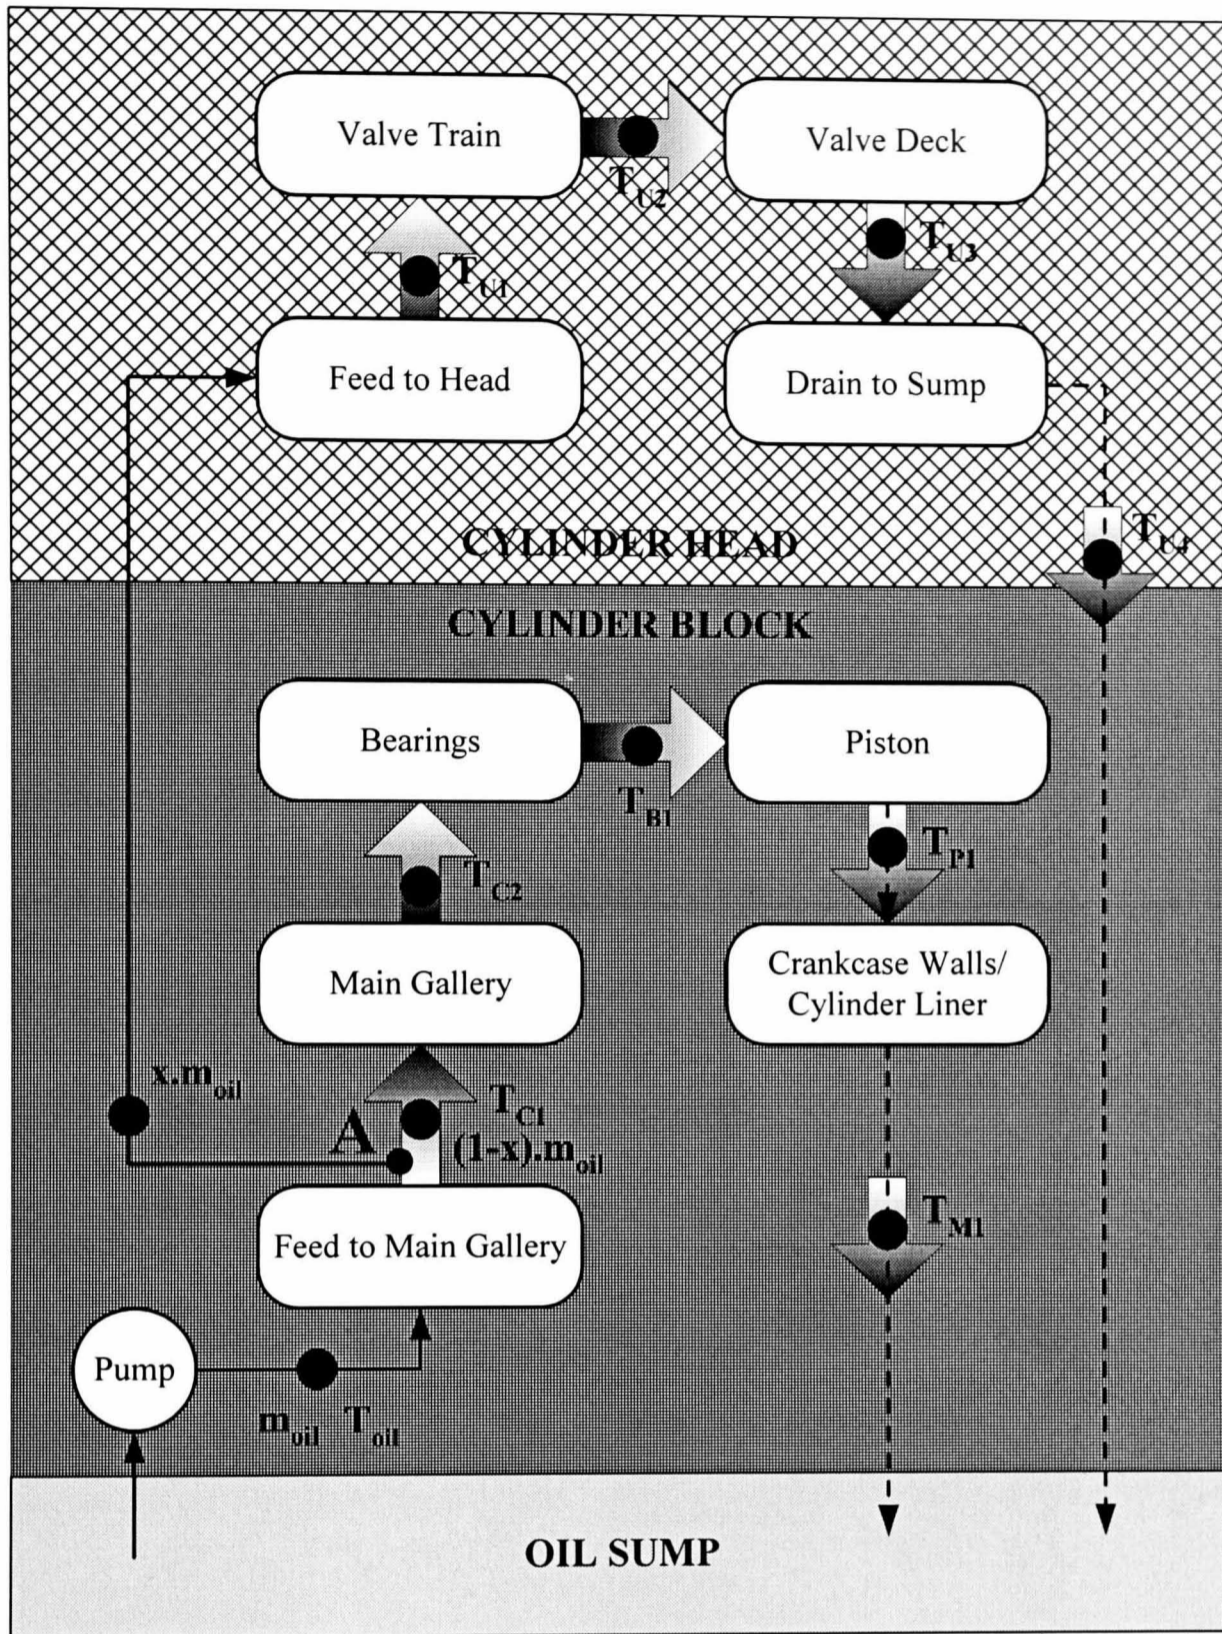 Valve Train
Valve Deck
T_U2
T_U1
T_U3
Feed to Head
Drain to Sump
CYLINDER HEAD
T_U4
CYLINDER BLOCK
Bearings
Piston
T_B1
T_C2
T_P1
Main Gallery
Crankcase Walls/
Cylinder Liner
x.m_oil
T_C1
A
(1-x).m_oil
T_M1
Feed to Main Gallery
Pump
m_oil T_oil
OIL SUMP